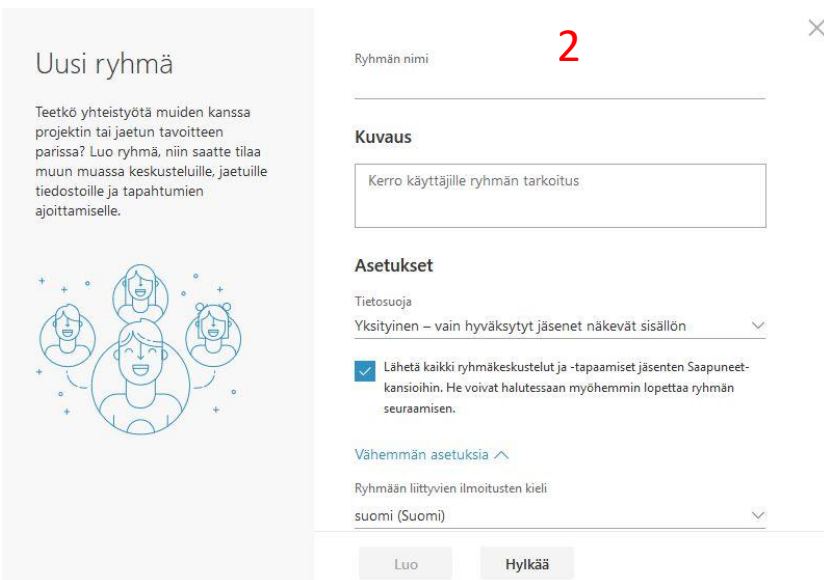 Uusi ryhmä
Teetkö yhteistyötä muiden kanssa
projektin tai jaetun tavoitteen
parissa? Luo ryhmä, niin saatte tilaa
muun muassa keskusteluille, jaetuille
tiedostoille ja tapahtumien
ajoittamiselle.
2
Ryhmän nimi
Kuvaus
Kerro käyttäjille ryhmän tarkoitus
Asetukset
Tietosuoja
Yksityinen – vain hyväksytyt jäsenet näkevät sisällön
Lähetä kaikki ryhmäkeskustelut ja -tapaamiset jäsenten Saapuneet-
kansioihin. He voivat halutessaan myöhemmin lopettaa ryhmän
seuraamisen.
Vähemmän asetuksia
Ryhmään liittyvien ilmoitusten kieli
suomi (Suomi)
Luo
Hylkää